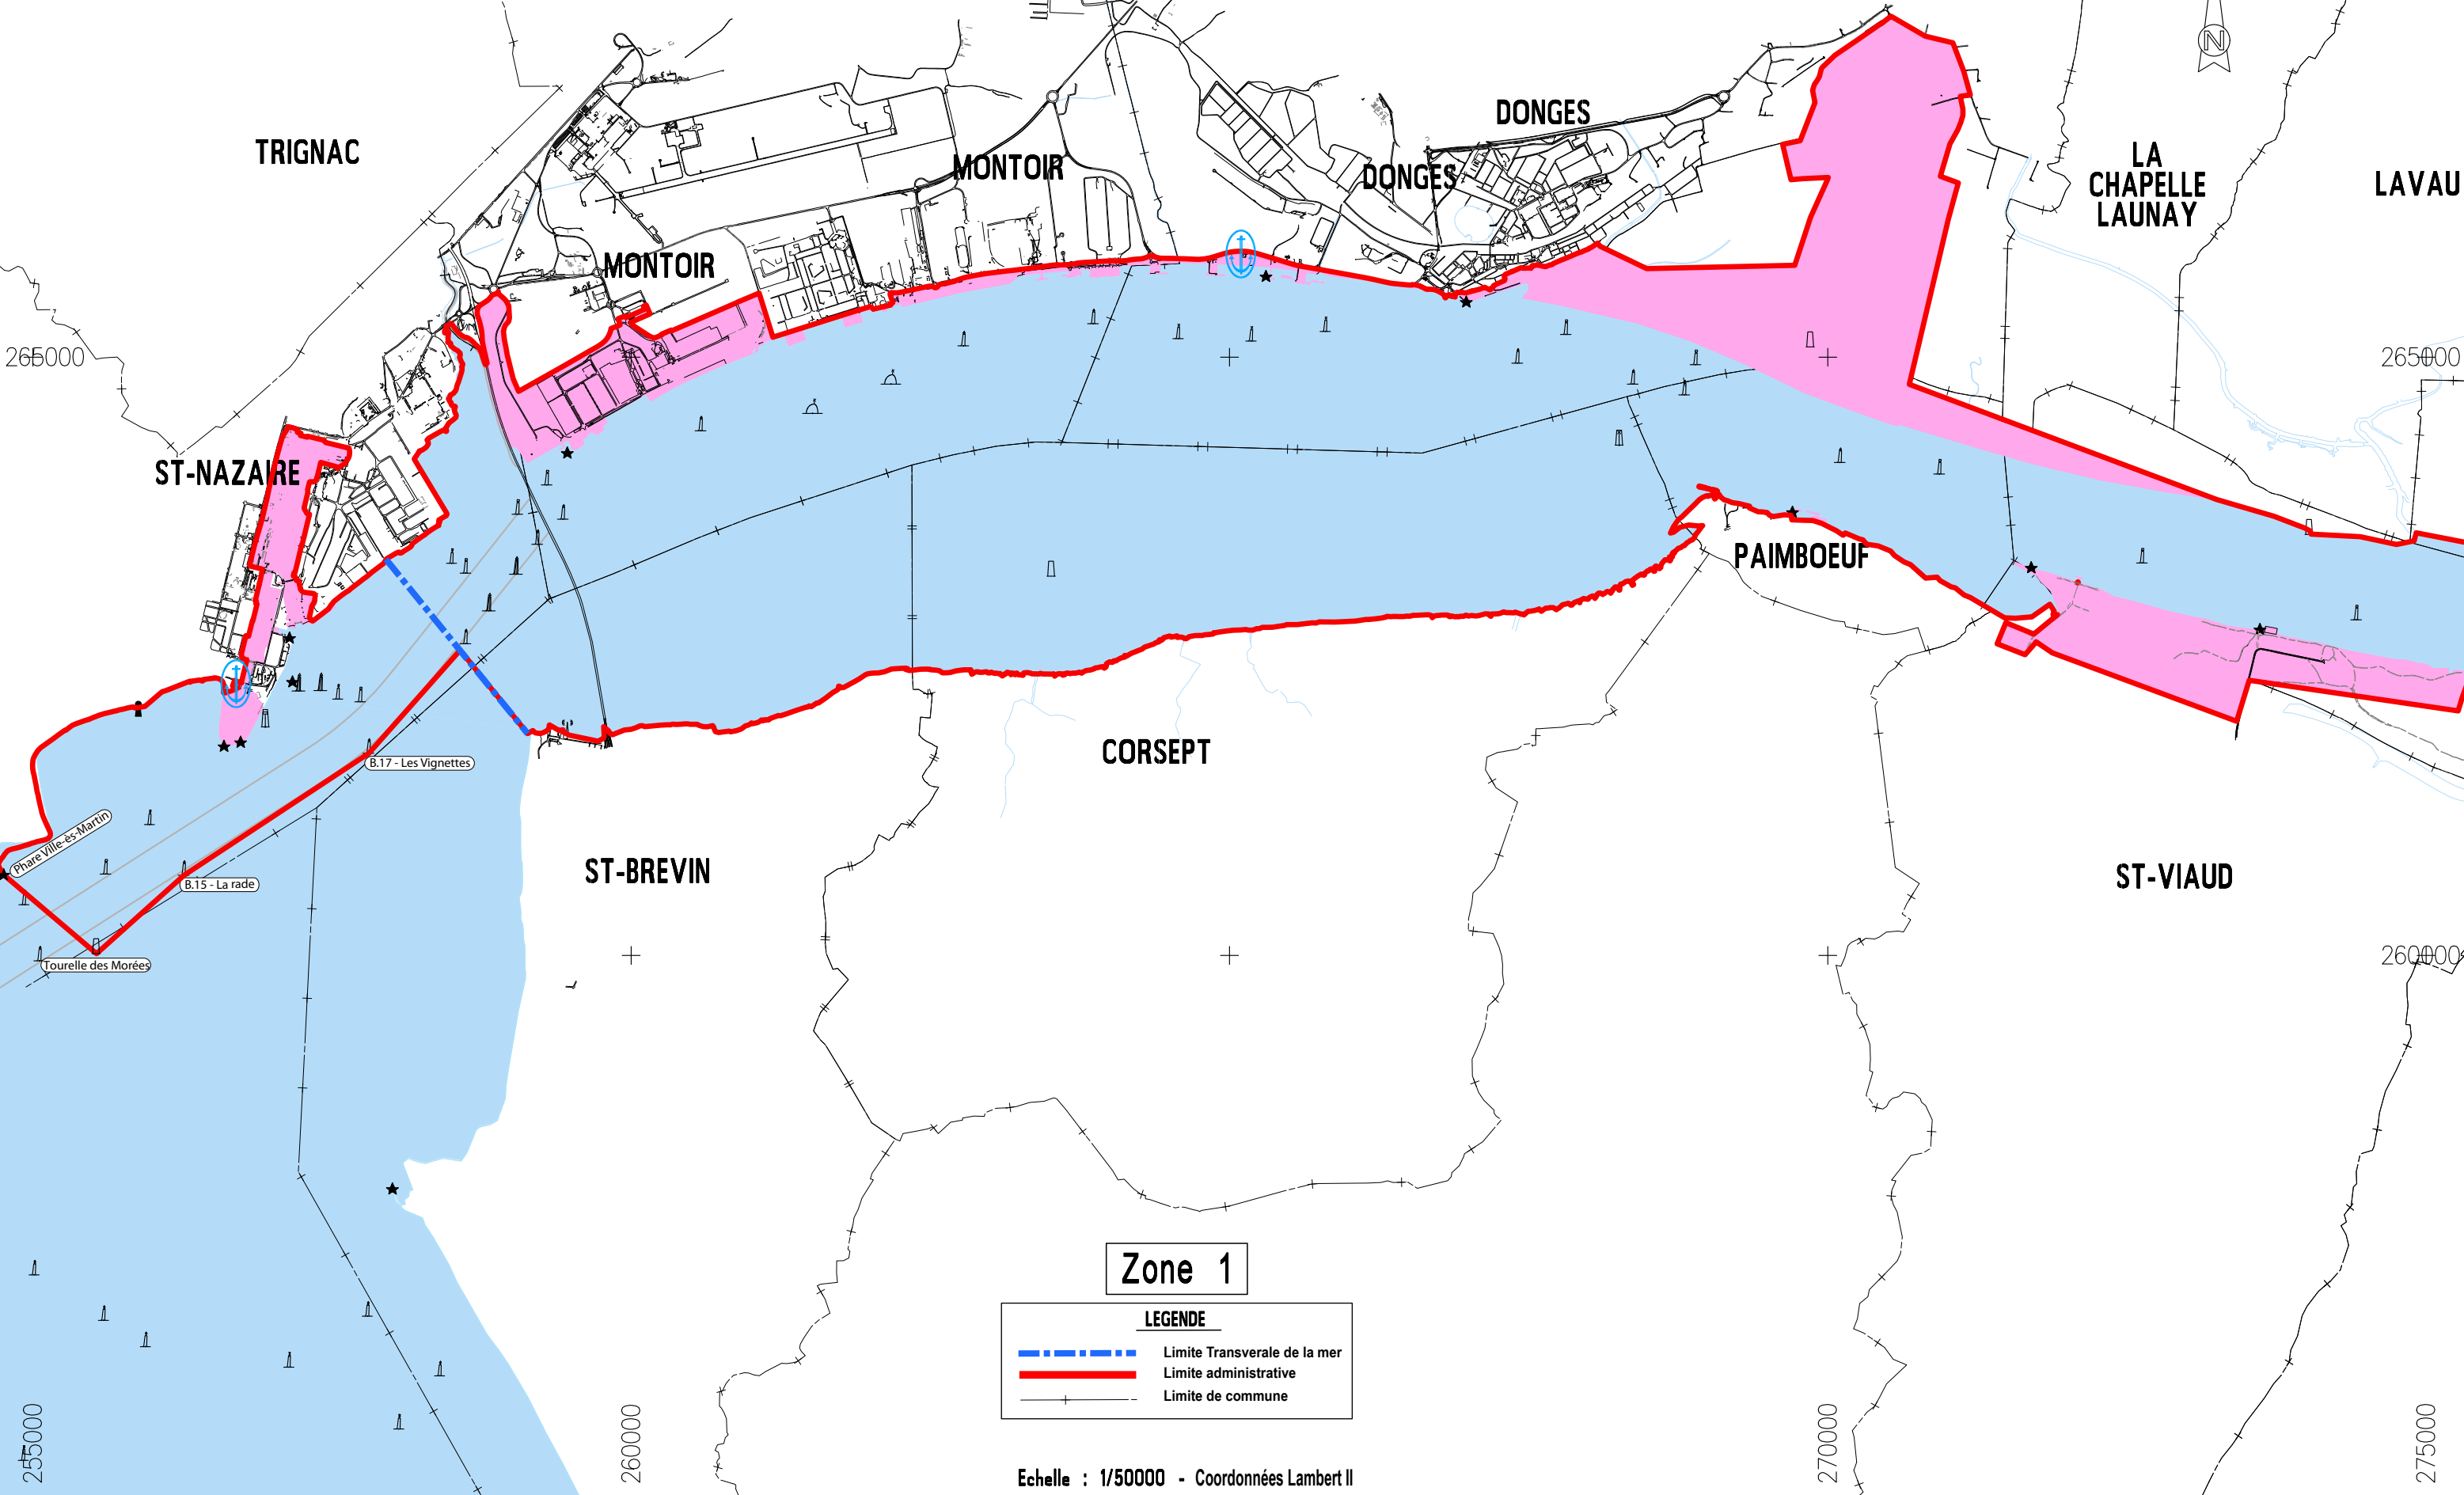 N
DONGES
TRIGNAC
MONTOIR
DONGES
LA
CHAPELLE
LAUNAY
LAVAU
MONTOIR
265000
265000
ST-NAZAIRE
PAIMBOEUF
CORSEPT
B.17 - Les Vignettes
Phare Ville-ès-Martin
ST-BREVIN
B.15 - La rade
ST-VIAUD
Tourelle des Morées
260000
Zone 1
LEGENDE
Limite Transverale de la mer
Limite administrative
Limite de commune
255000
260000
270000
275000
Echelle : 1/50000 - Coordonnées Lambert II